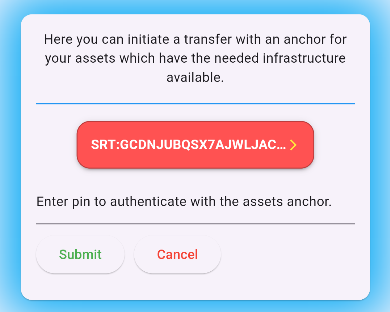 Here you can initiate a transfer with an anchor for
your assets which have the needed infrastructure
available.
SRT:GCDNJUBQSX7AJWLJAC...
Enter pin to authenticate with the assets anchor.
Submit Cancel